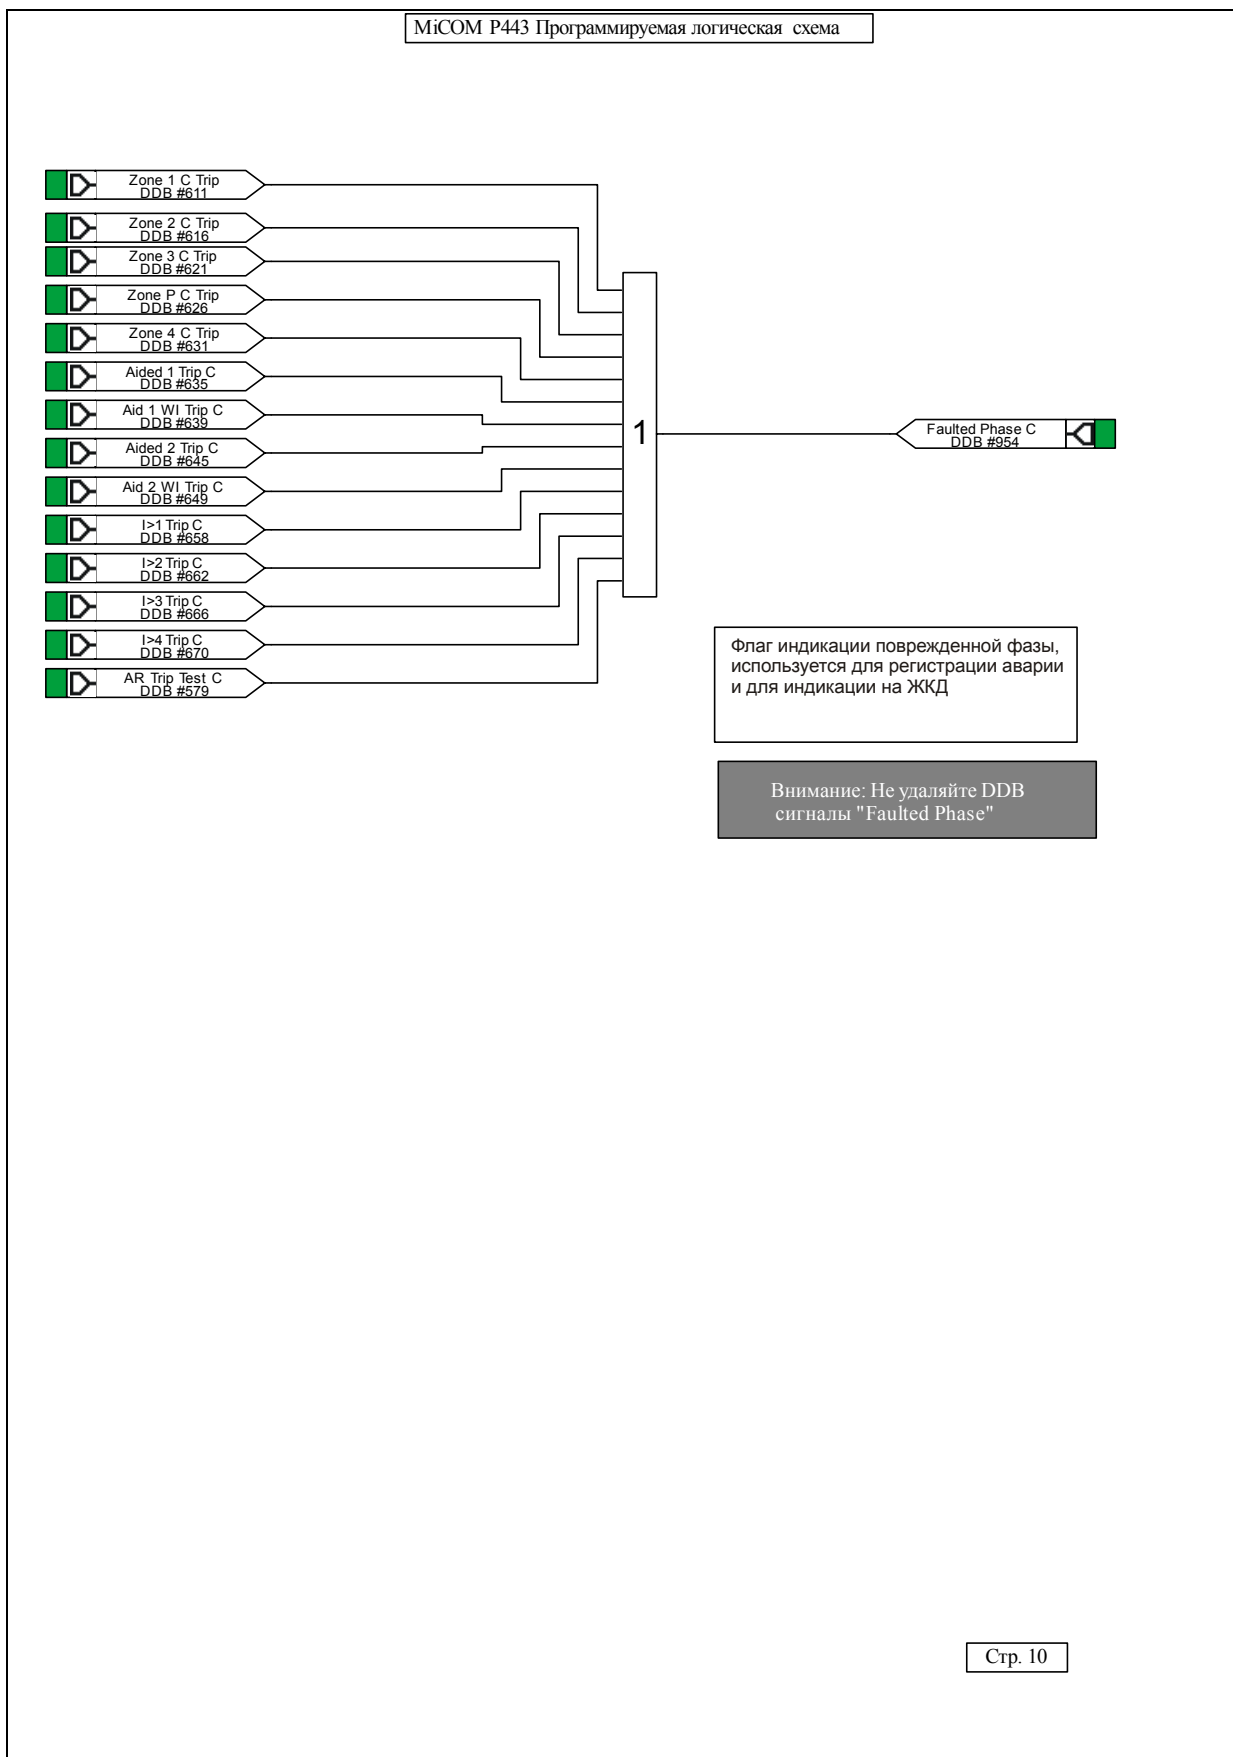 MiCOM P443 Программируемая логическая схема
Zone 1 C Trip
DDB #611
Zone 2 C Trip
DDB #616
Zone 3 C Trip
DDB #621
Zone P C Trip
DDB #626
Zone 4 C Trip
DDB #631
Aided 1 Trip C
DDB #635
Aid 1 WI Trip C
DDB #639
Aided 2 Trip C
DDB #645
Aid 2 WI Trip C
DDB #649
I>1 Trip C
DDB #658
I>2 Trip C
DDB #662
I>3 Trip C
DDB #666
I>4 Trip C
DDB #670
AR Trip Test C
DDB #579
1
Faulted Phase C
DDB #954
Флаг индикации поврежденной фазы,
используется для регистрации аварии
и для индикации на ЖКД
Внимание: Не удаляйте DDB
сигналы "Faulted Phase"
Стр. 10